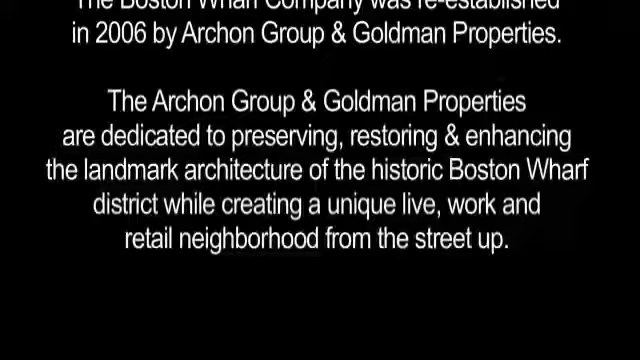 The Boston Wharf Company was re-established
in 2006 by Archon Group & Goldman Properties.
The Archon Group & Goldman Properties
are dedicated to preserving, restoring & enhancing
the landmark architecture of the historic Boston Wharf
district while creating a unique live, work and
retail neighborhood from the street up.